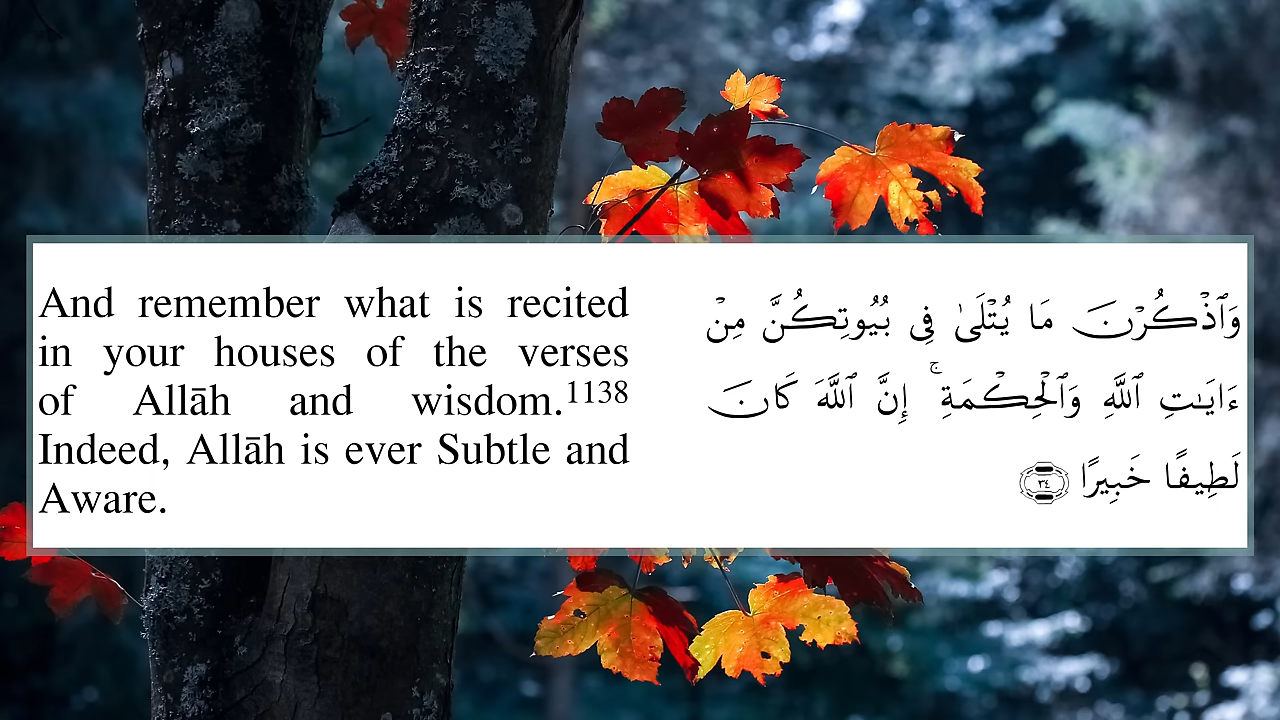 And remember what is recited
in your houses of the verses
of Allāh and wisdom.1138
Indeed, Allāh is ever Subtle and
Aware.
وَٱذْكُرْنَ مَا يُتْلَىٰ فِى بُيُوتِكُنَّ مِنْ
ءَايَـٰتِ ٱللَّهِ وَٱلْحِكْمَةِ ۚ إِنَّ ٱللَّهَ كَانَ
لَطِيفًا خَبِيرًا ٣٤